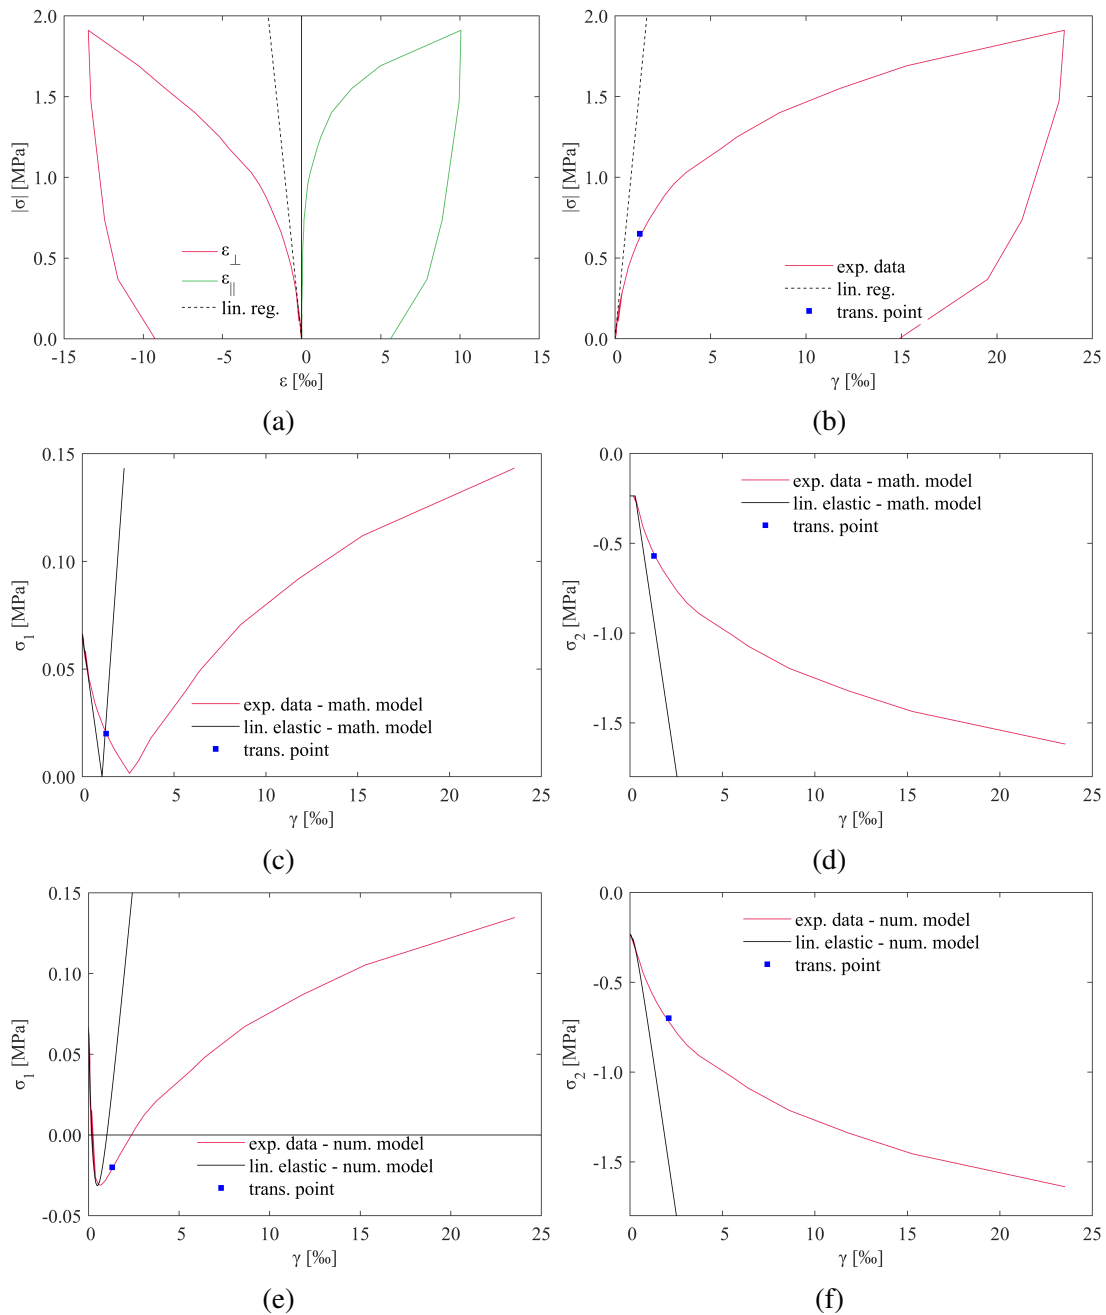 2.0
1.5
1.0
0.5
0.0
|σ| [MPa]
ε⊥
ε||
lin. reg.
-15
-10
-5
0
5
10
15
ε [‰]
(a)
2.0
1.5
1.0
0.5
0.0
|σ| [MPa]
exp. data
lin. reg.
trans. point
0
5
10
15
20
25
γ [‰]
(b)
0.15
0.10
0.05
0.00
σ1 [MPa]
exp. data - math. model
lin. elastic - math. model
trans. point
0
5
10
15
20
25
γ [‰]
(c)
0.0
-0.5
-1.0
-1.5
σ2 [MPa]
exp. data - math. model
lin. elastic - math. model
trans. point
0
5
10
15
20
25
γ [‰]
(d)
0.15
0.10
0.05
0.00
-0.05
σ1 [MPa]
exp. data - num. model
lin. elastic - num. model
trans. point
0
5
10
15
20
25
γ [‰]
(e)
0.0
-0.5
-1.0
-1.5
σ2 [MPa]
exp. data - num. model
lin. elastic - num. model
trans. point
0
5
10
15
20
25
γ [‰]
(f)